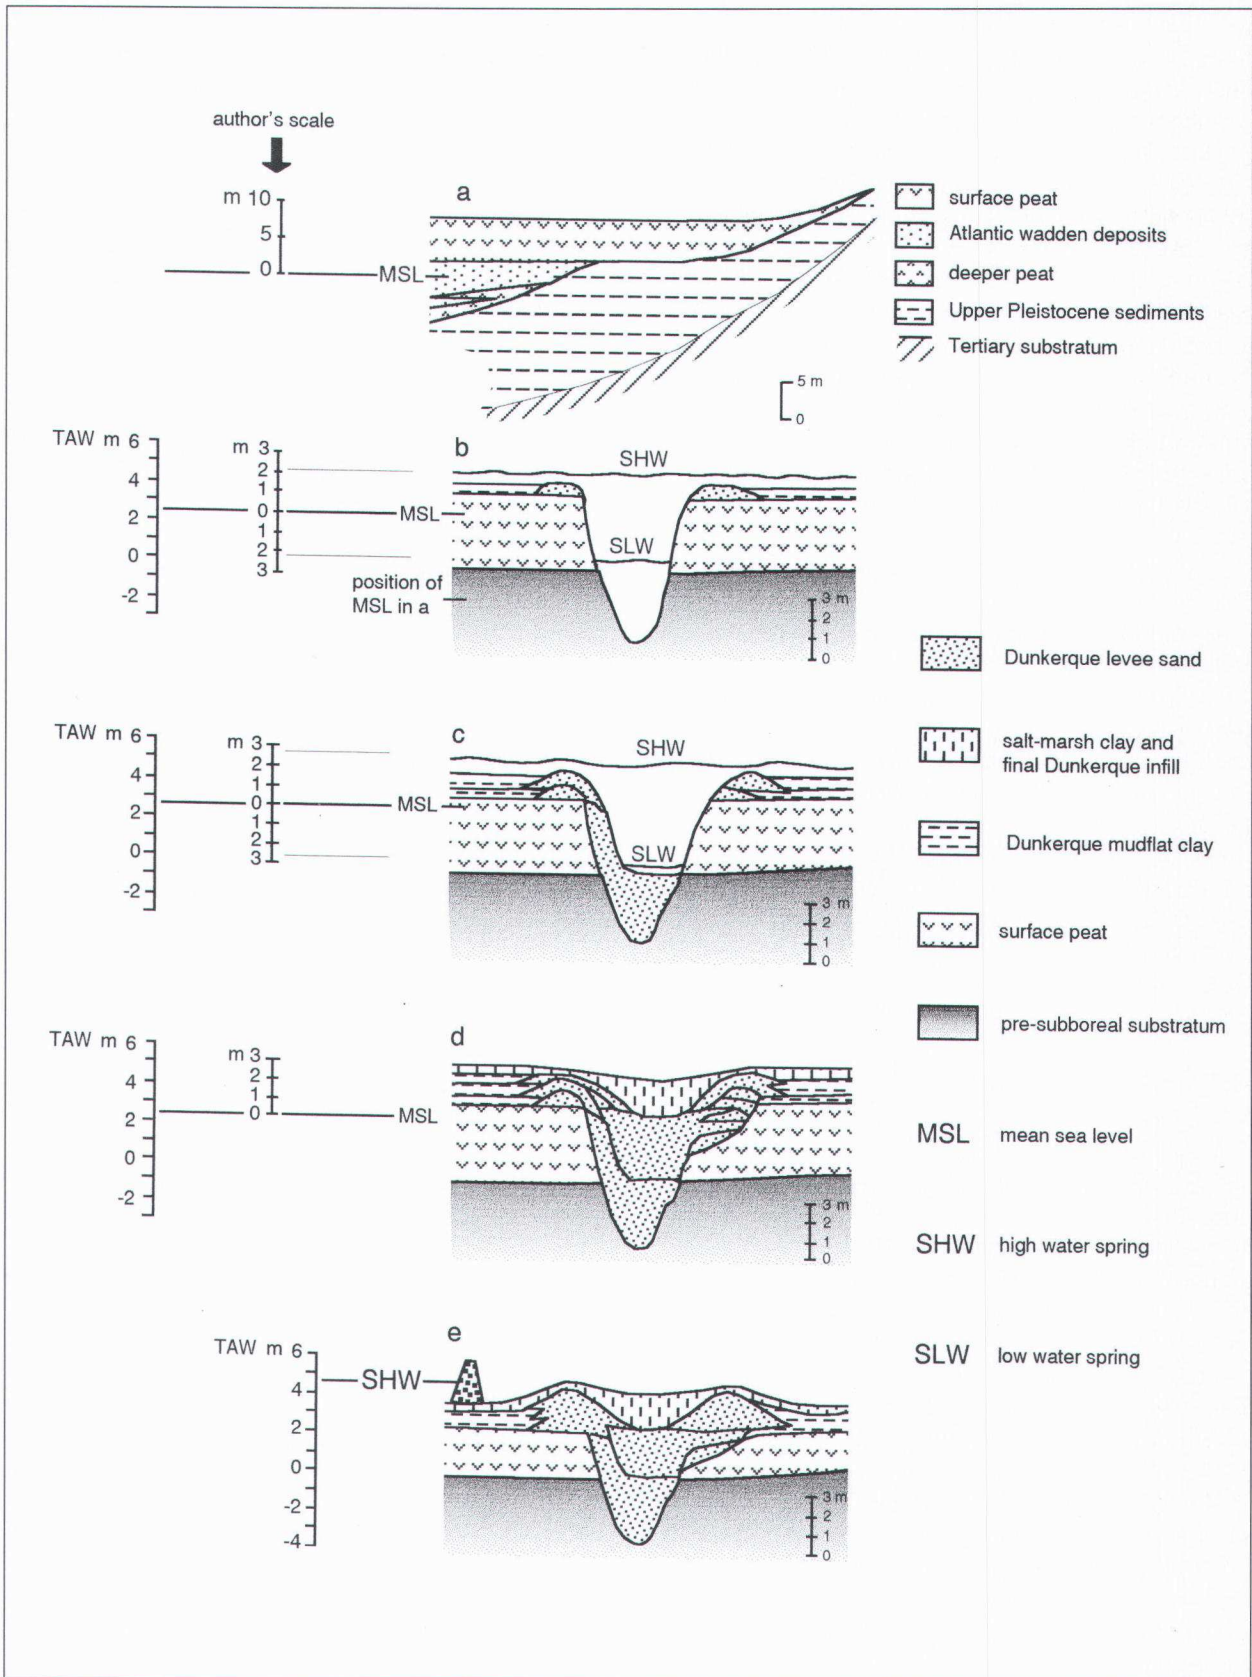 author's scale
m 10
5
0
MSL
a
surface peat
Atlantic wadden deposits
deeper peat
Upper Pleistocene sediments
Tertiary substratum
5 m
0
TAW m 6
4
2
0
-2
m 3
2
1
0
1
2
3
MSL
position of
MSL in a
b
SHW
SLW
3 m
2
1
0
Dunkerque levee sand
salt-marsh clay and
final Dunkerque infill
Dunkerque mudflat clay
surface peat
pre-subboreal substratum
MSL mean sea level
SHW high water spring
SLW low water spring
TAW m 6
4
2
0
-2
m 3
2
1
0
1
2
3
MSL
c
SHW
SLW
3 m
2
1
0
TAW m 6
4
2
0
-2
m 3
2
1
0
MSL
d
3 m
2
1
0
TAW m 6
4
2
0
-2
-4
SHW
e
3 m
2
1
0